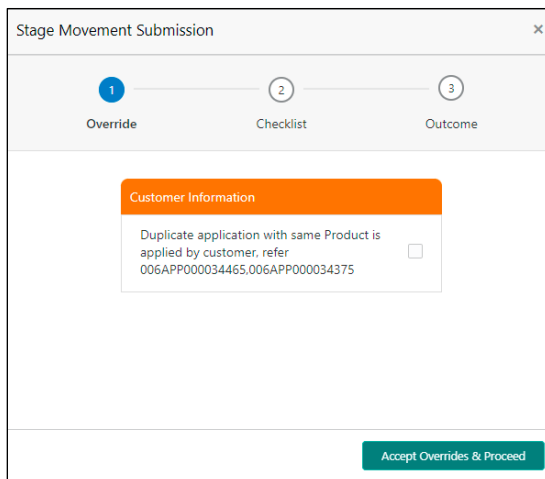 Stage Movement Submission
×
1
2
3
Override
Checklist
Outcome
Customer Information
Duplicate application with same Product is
applied by customer, refer
006APP000034465,006APP000034375
Accept Overrides & Proceed